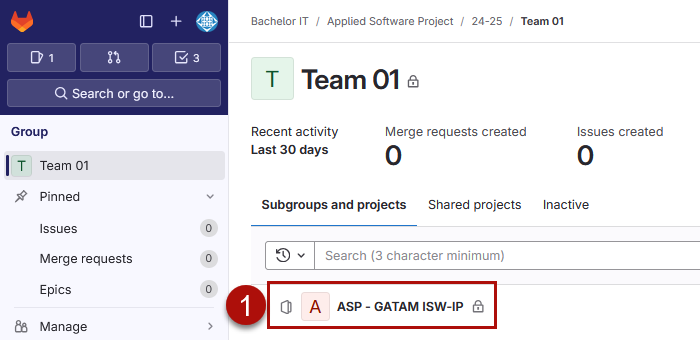 Bachelor IT / Applied Software Project / 24-25 / Team 01
1
3
Search or go to...
Group
T Team 01
Pinned
Issues 0
Merge requests 0
Epics 0
Manage
T Team 01
Recent activity
Last 30 days
Merge requests created
0
Issues created
0
Subgroups and projects Shared projects Inactive
Search (3 character minimum)
1 A ASP - GATAM ISW-IP